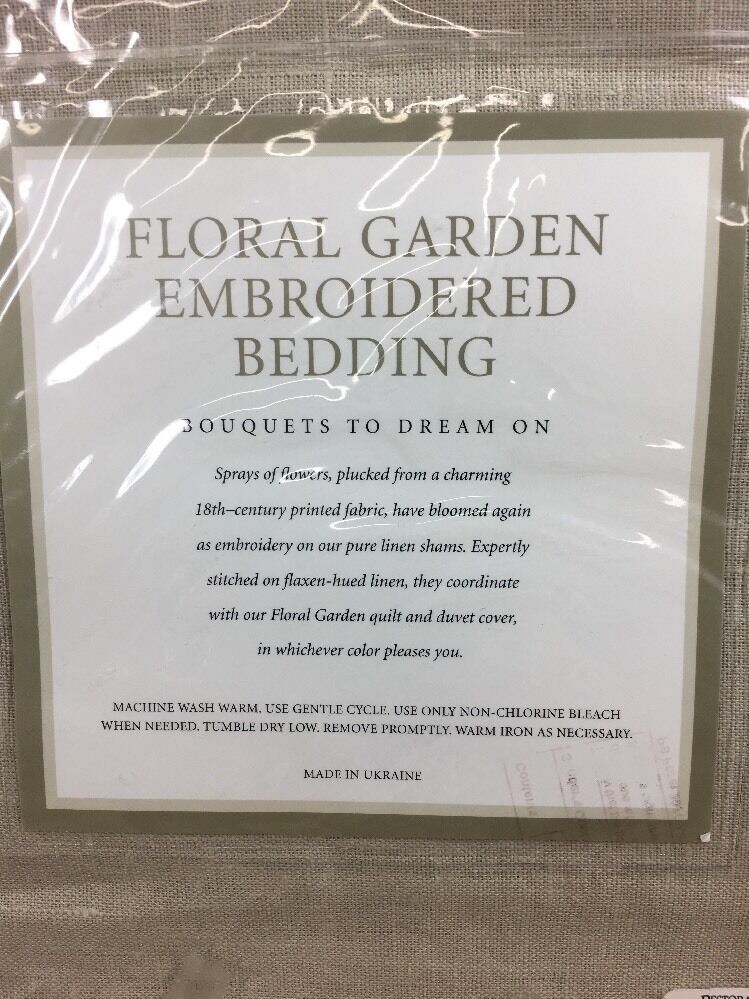 FLORAL GARDEN
EMBROIDERED
BEDDING
BOUQUETS TO DREAM ON
Sprays of flowers, plucked from a charming
18th–century printed fabric, have bloomed again
as embroidery on our pure linen shams. Expertly
stitched on flaxen-hued linen, they coordinate
with our Floral Garden quilt and duvet cover,
in whichever color pleases you.
MACHINE WASH WARM. USE GENTLE CYCLE. USE ONLY NON-CHLORINE BLEACH
WHEN NEEDED. TUMBLE DRY LOW. REMOVE PROMPTLY. WARM IRON AS NECESSARY.
MADE IN UKRAINE